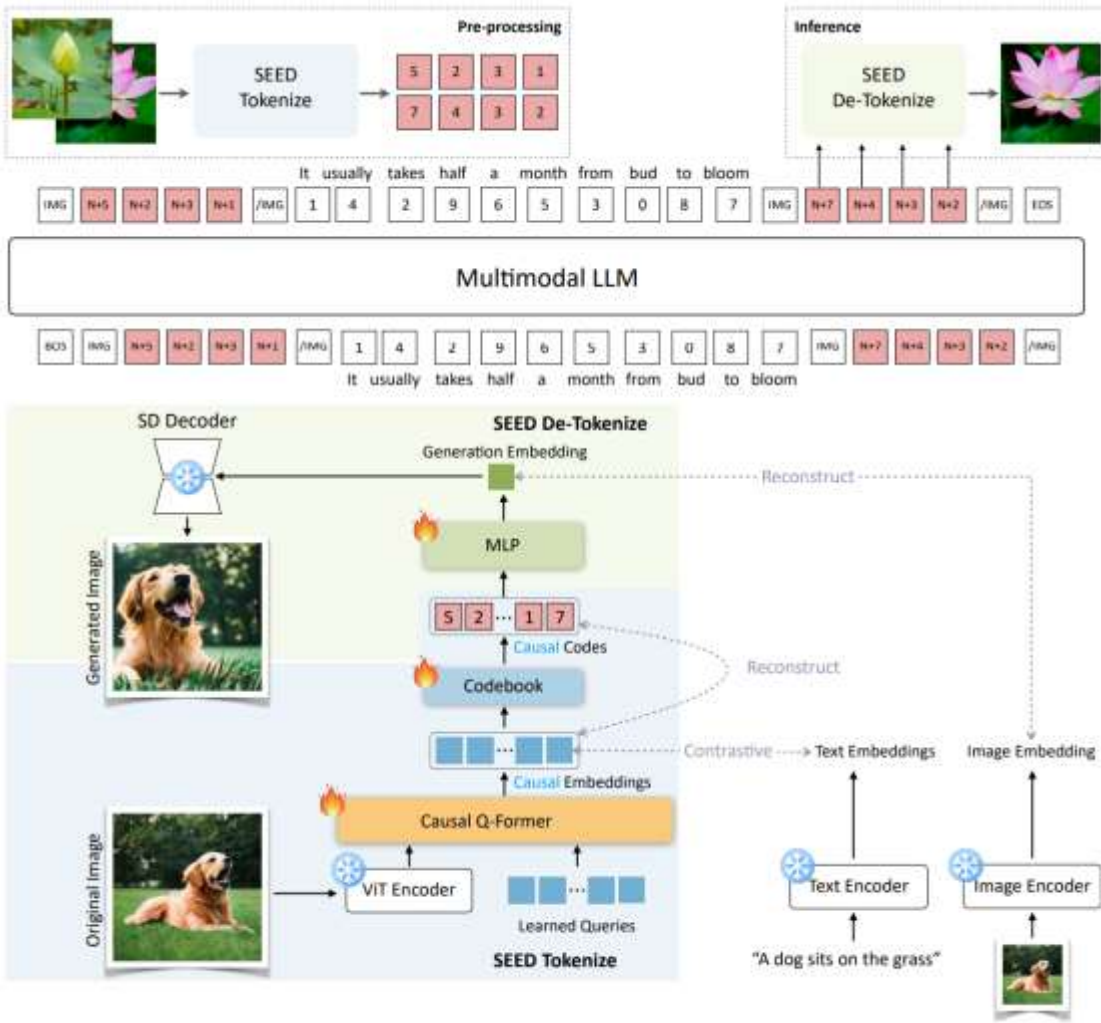 Pre-processing
Inference
SEED
Tokenize
5 2 3 1
7 4 3 2
SEED
De-Tokenize
It usually takes half a month from bud to bloom
IMG N+5 N+2 N+3 N+1 /IMG 1 4 2 9 6 5 3 0 8 7 IMG N+7 N+4 N+3 N+2 /IMG EOS
Multimodal LLM
BOS IMG N+5 N+2 N+3 N+1 /IMG 1 4 2 9 6 5 3 0 8 7 IMG N+7 N+4 N+3 N+2 /IMG
It usually takes half a month from bud to bloom
SD Decoder
SEED De-Tokenize
Generation Embedding
Reconstruct
MLP
Generated Image
5 2 ... 1 7
Causal Codes
Reconstruct
Codebook
Contrastive
Text Embeddings
Image Embedding
Causal Embeddings
Causal Q-Former
Original Image
ViT Encoder
Learned Queries
Text Encoder
Image Encoder
SEED Tokenize
"A dog sits on the grass"